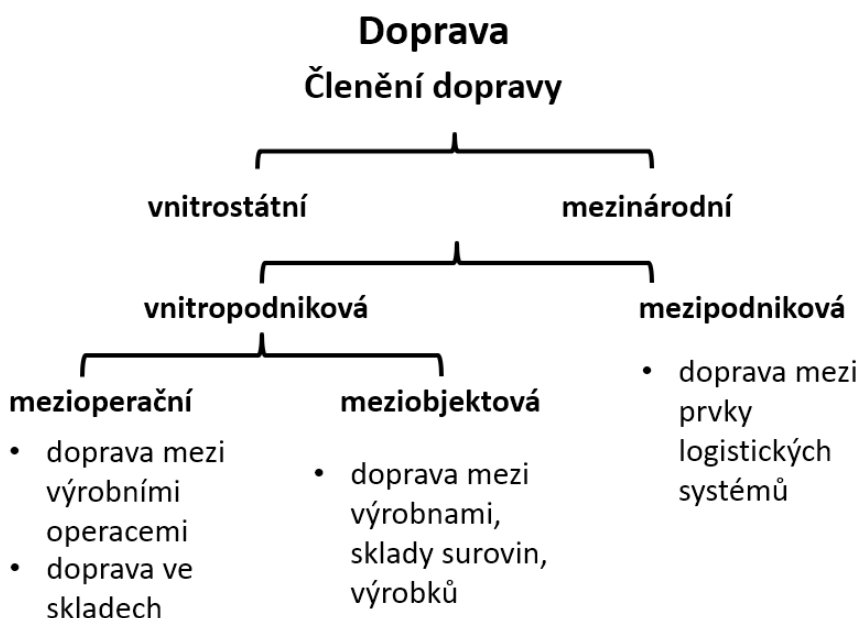 Doprava
Členění dopravy
vnitrostátní
mezinárodní
vnitropodniková
mezipodniková
mezioperační
• doprava mezi
výrobními
operacemi
• doprava ve
skladech
meziobjektová
• doprava mezi
výrobnami,
sklady surovin,
výrobků
• doprava mezi
prvky
logistických
systémů